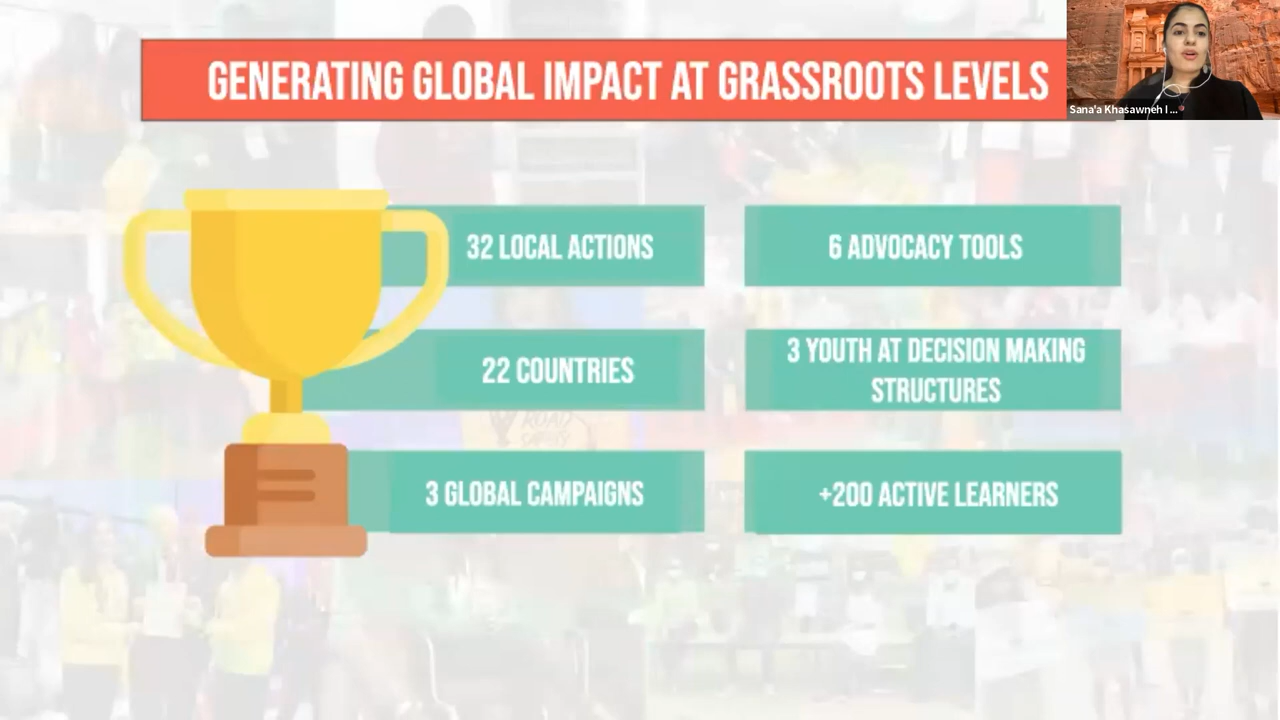 GENERATING GLOBAL IMPACT AT GRASSROOTS LEVELS
Sana'a Khasawneh I ...
32 LOCAL ACTIONS
6 ADVOCACY TOOLS
22 COUNTRIES
3 YOUTH AT DECISION MAKING
STRUCTURES
ROAD
3 GLOBAL CAMPAIGNS
+200 ACTIVE LEARNERS